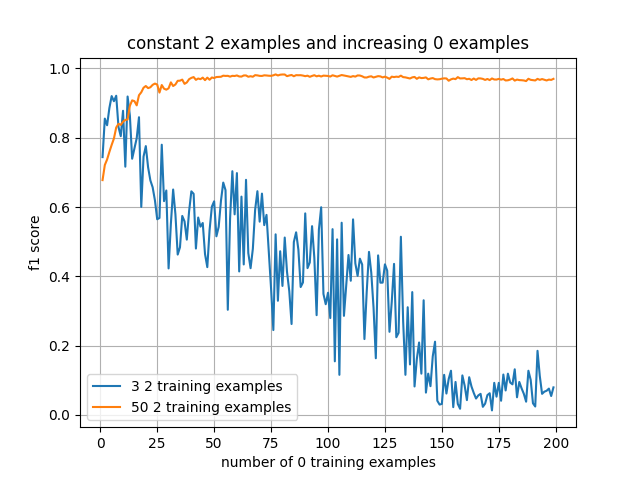 constant 2 examples and increasing 0 examples
f1 score
1.0
0.8
0.6
0.4
0.2
0.0
3 2 training examples
50 2 training examples
0 25 50 75 100 125 150 175 200
number of 0 training examples